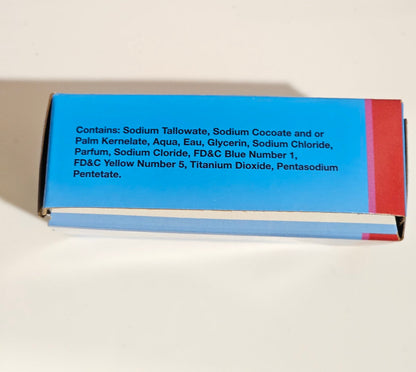 Contains: Sodium Tallowate, Sodium Cocoate and or
Palm Kernelate, Aqua, Eau, Glycerin, Sodium Chloride,
Parfum, Sodium Cloride, FD&C Blue Number 1,
FD&C Yellow Number 5, Titanium Dioxide, Pentasodium
Pentetate.